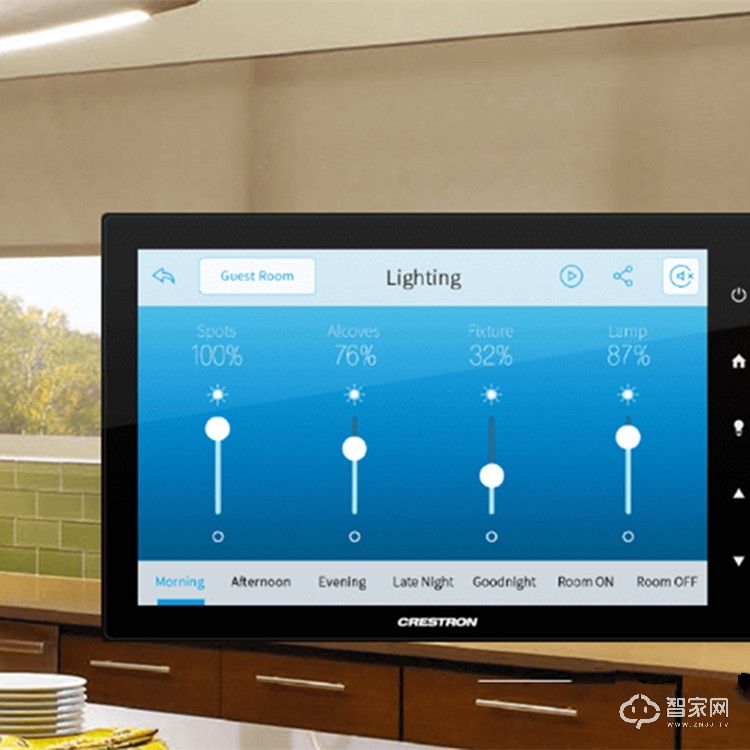 Guest Room
Lighting
Spots
100%
Alcoves
76%
Fixture
32%
Lamp
87%
Morning Afternoon Evening Late Night Goodnight Room ON Room OFF
CRESTRON
智家网
WWW.ZNJJ.TV